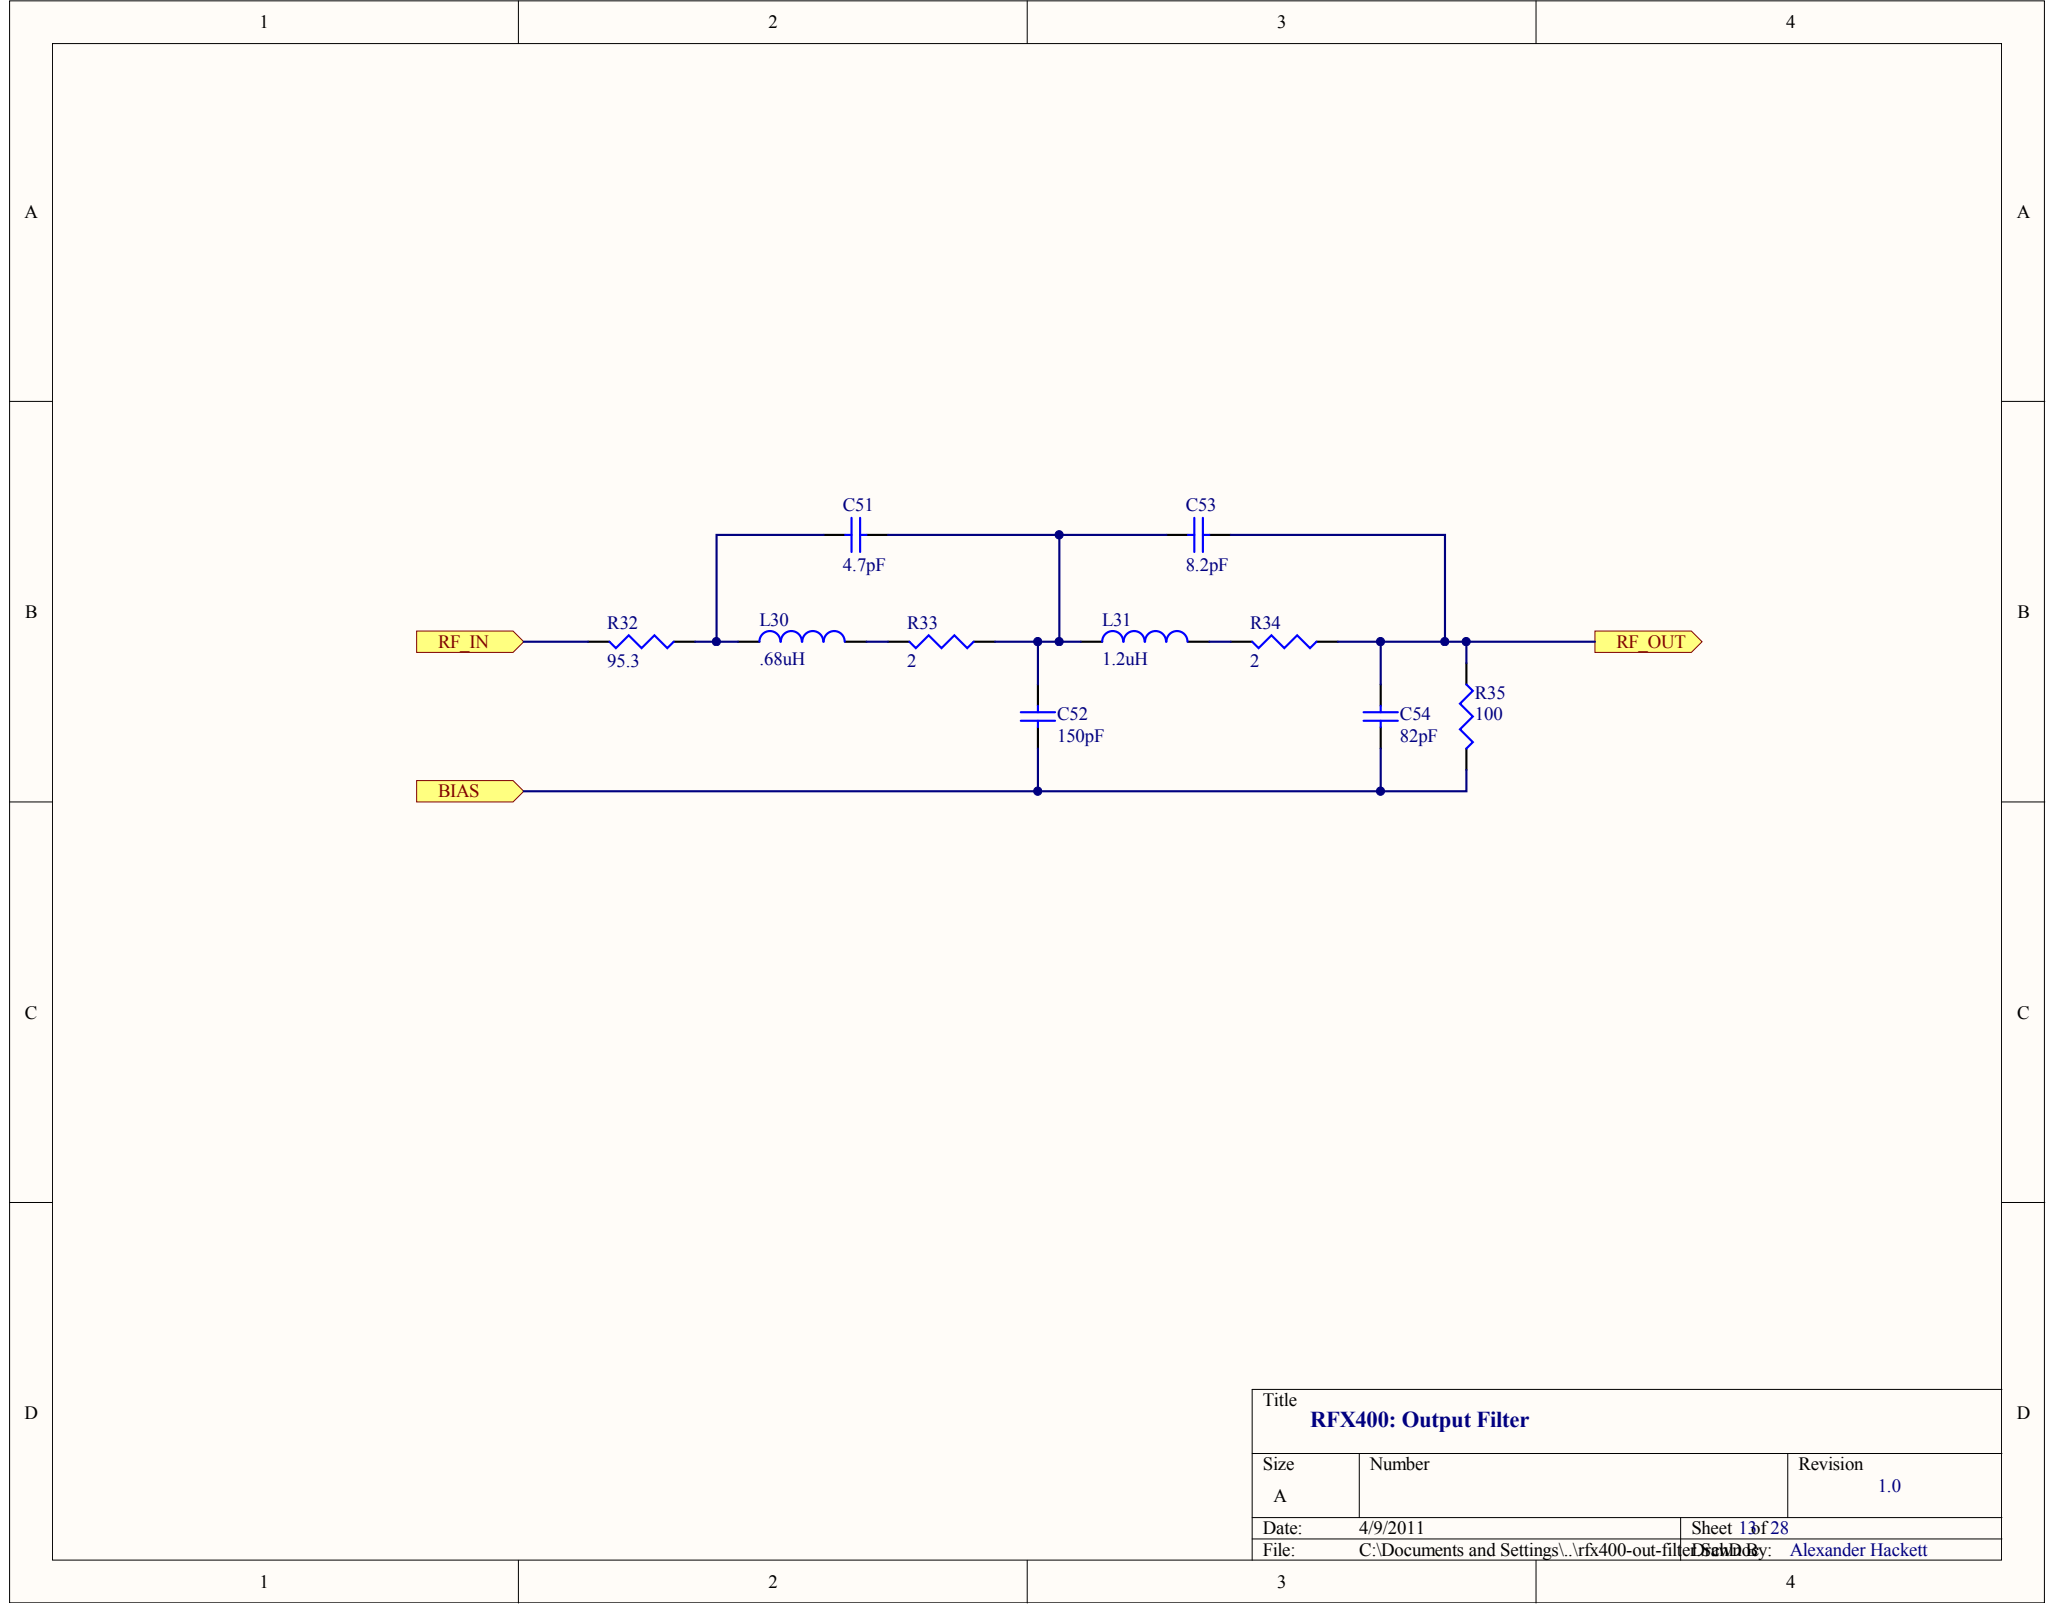 1 2 3 4
A A
C51 C53
4.7pF 8.2pF
B B
RF_IN R32 L30 R33 L31 R34 RF_OUT
95.3 .68uH 2 1.2uH 2
R35
C52 C54 100
150pF 82pF
BIAS
C C
Title
RFX400: Output Filter
D D
Size Number Revision
A 1.0
Date: 4/9/2011 Sheet 13 of 28
File: C:\Documents and Settings\..\rfx400-out-filter.SchDoc Drawn By: Alexander Hackett
1 2 3 4